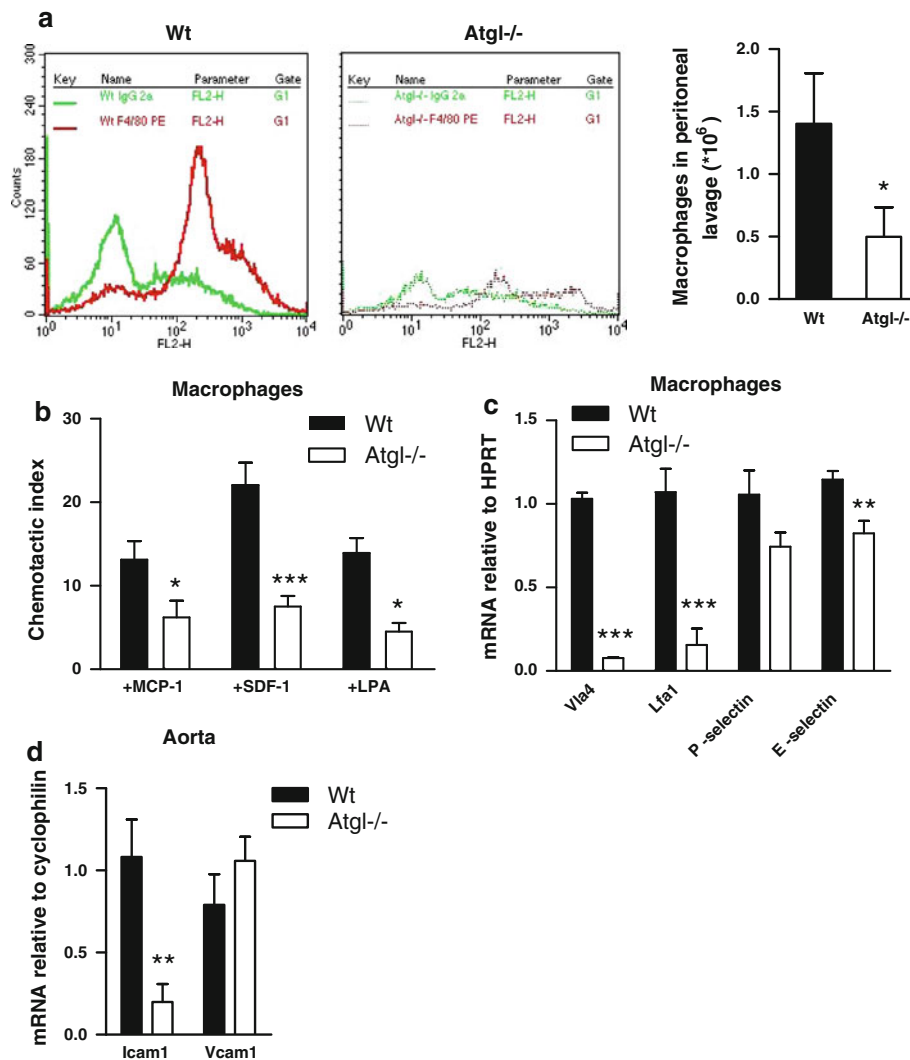 a
Wt
Key Name Parameter Gate
Wt IgG 2a FL2-H G1
Wt F4/80 PE FL2-H G1
Counts
300
240
180
120
60
0
10^0 10^1 10^2 10^3 10^4
FL2-H
Atgl-/-
Key Name Parameter Gate
Atgl-/- IgG 2a FL2-H G1
Atgl-/- F4/80 PE FL2-H G1
10^0 10^1 10^2 10^3 10^4
FL2-H
Macrophages in peritoneal
lavage (*10^6)
2.0
1.5
1.0
0.5
0.0
*
Wt Atgl-/-
b
Macrophages
Wt
Atgl-/-
Chemotactic index
30
20
10
0
* *** *
+MCP-1 +SDF-1 +LPA
c
Macrophages
Wt
Atgl-/-
mRNA relative to HPRT
1.5
1.0
0.5
0.0
*** *** **
Vla4 Lfa1 P -selectin E -selectin
d
Aorta
Wt
Atgl-/-
mRNA relative to cyclophilin
1.5
1.0
0.5
0.0
**
Icam1 Vcam1